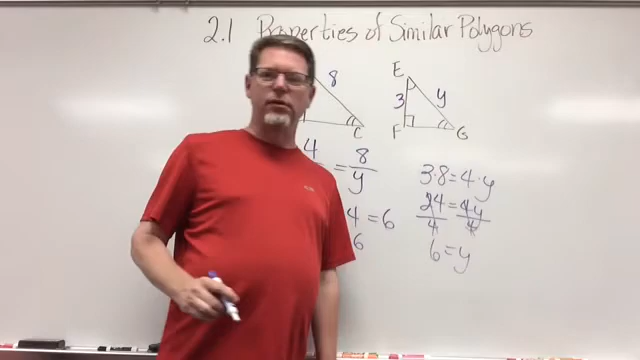 2.1 Properties of Similar Polygons
8
C
E
3
y
F
G
4
= 8/y
4 = 6
6
3·8 = 4·y
24/4 = 4y/4
6 = y